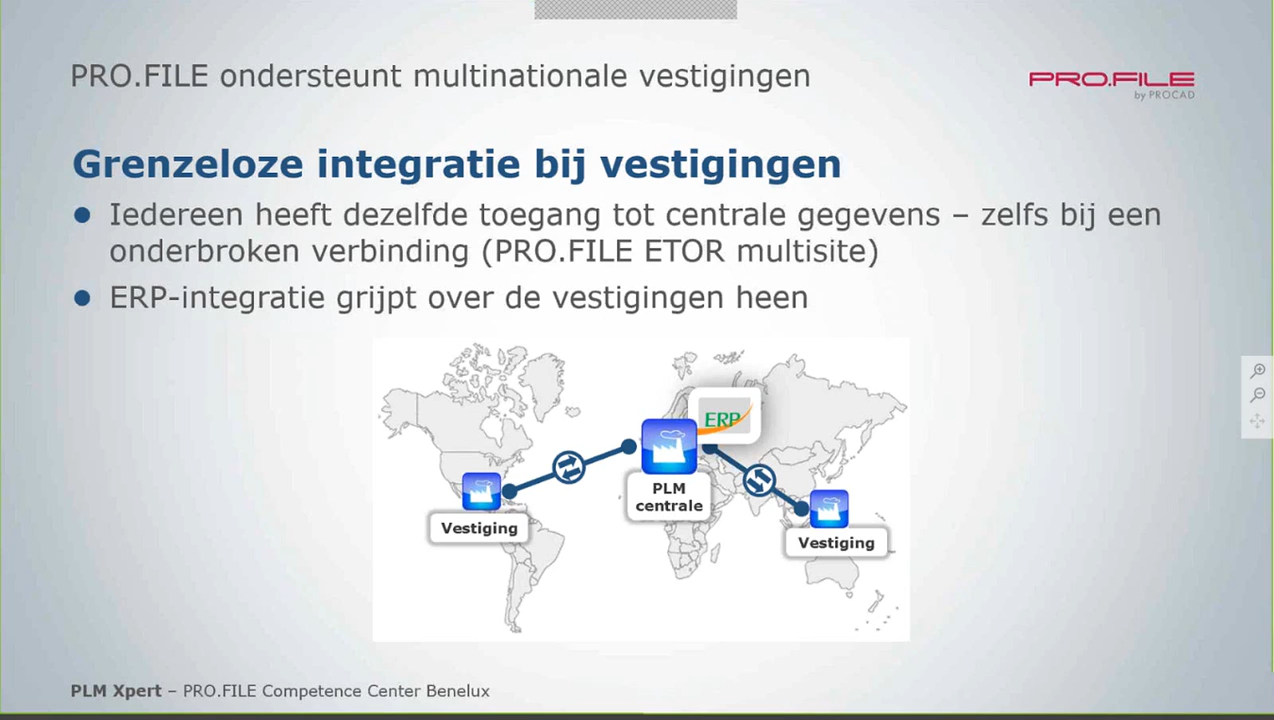 PRO.FILE ondersteunt multinationale vestigingen
PRO.FILE
by PROCAD
Grenzeloze integratie bij vestigingen
● Iedereen heeft dezelfde toegang tot centrale gegevens – zelfs bij een
onderbroken verbinding (PRO.FILE ETOR multisite)
● ERP-integratie grijpt over de vestigingen heen
ERP
PLM
centrale
Vestiging
Vestiging
PLM Xpert – PRO.FILE Competence Center Benelux